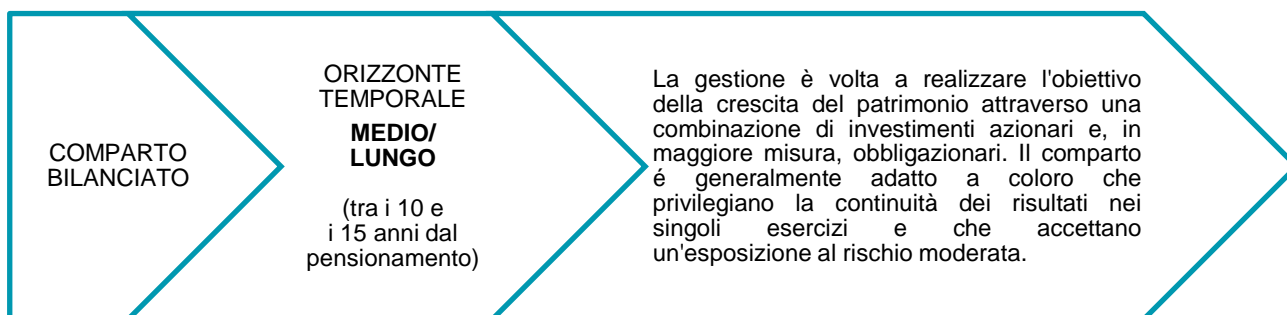 COMPARTO
BILANCIATO
ORIZZONTE
TEMPORALE
MEDIO/
LUNGO
(tra i 10 e
i 15 anni dal
pensionamento)
La gestione è volta a realizzare l'obiettivo
della crescita del patrimonio attraverso una
combinazione di investimenti azionari e, in
maggiore misura, obbligazionari. Il comparto
é generalmente adatto a coloro che
privilegiano la continuità dei risultati nei
singoli esercizi e che accettano
un'esposizione al rischio moderata.